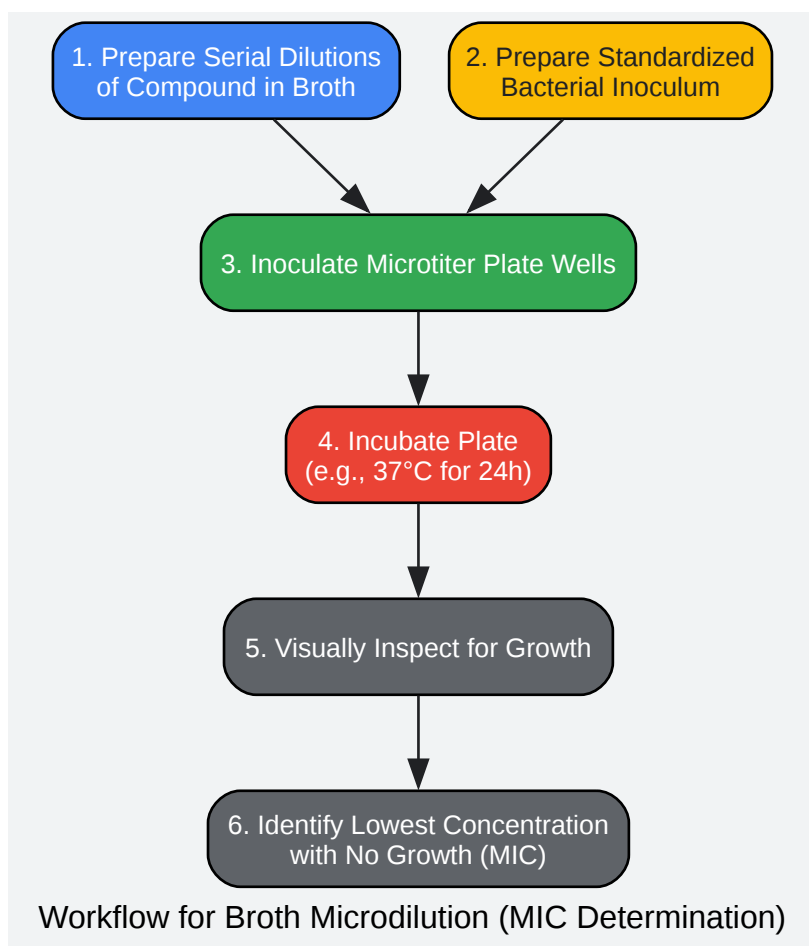 1. Prepare Serial Dilutions
of Compound in Broth
2. Prepare Standardized
Bacterial Inoculum
3. Inoculate Microtiter Plate Wells
4. Incubate Plate
(e.g., 37°C for 24h)
5. Visually Inspect for Growth
6. Identify Lowest Concentration
with No Growth (MIC)
Workflow for Broth Microdilution (MIC Determination)